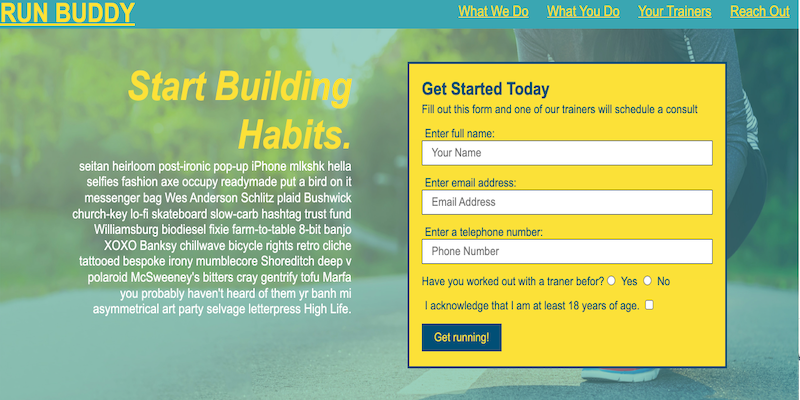 RUN BUDDY
What We Do What You Do Your Trainers Reach Out
Start Building
Habits.
seitan heirloom post-ironic pop-up iPhone mlkshk hella
selfies fashion axe occupy readymade put a bird on it
messenger bag Wes Anderson Schlitz plaid Bushwick
church-key lo-fi skateboard slow-carb hashtag trust fund
Williamsburg biodiesel fixie farm-to-table 8-bit banjo
XOXO Banksy chillwave bicycle rights retro cliche
tattooed bespoke irony mumblecore Shoreditch deep v
polaroid McSweeney's bitters cray gentrify tofu Marfa
you probably haven't heard of them yr banh mi
asymmetrical art party selvage letterpress High Life.
Get Started Today
Fill out this form and one of our trainers will schedule a consult
Enter full name:
Your Name
Enter email address:
Email Address
Enter a telephone number:
Phone Number
Have you worked out with a traner befor? Yes No
I acknowledge that I am at least 18 years of age.
Get running!